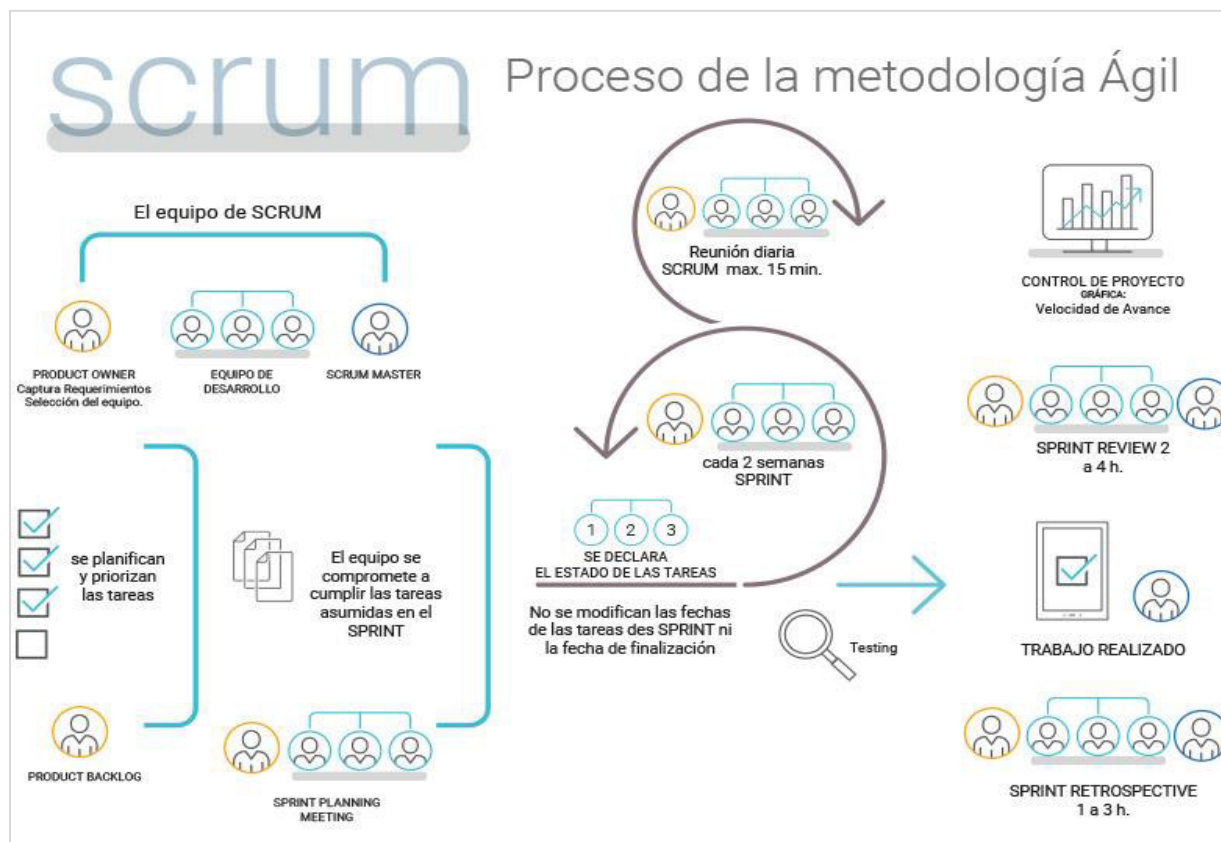 scrum
Proceso de la metodología Ágil
El equipo de SCRUM
PRODUCT OWNER
Captura Requerimientos
Selección del equipo.
EQUIPO DE
DESARROLLO
SCRUM MASTER
se planifican
y priorizan
las tareas
PRODUCT BACKLOG
El equipo se
compromete a
cumplir las tareas
asumidas en el
SPRINT
SPRINT PLANNING
MEETING
Reunión diaria
SCRUM max. 15 min.
cada 2 semanas
SPRINT
1 2 3
SE DECLARA
EL ESTADO DE LAS TAREAS
No se modifican las fechas
de las tareas des SPRINT ni
la fecha de finalización
Testing
CONTROL DE PROYECTO
GRÁFICA:
Velocidad de Avance
SPRINT REVIEW 2
a 4 h.
TRABAJO REALIZADO
SPRINT RETROSPECTIVE
1 a 3 h.